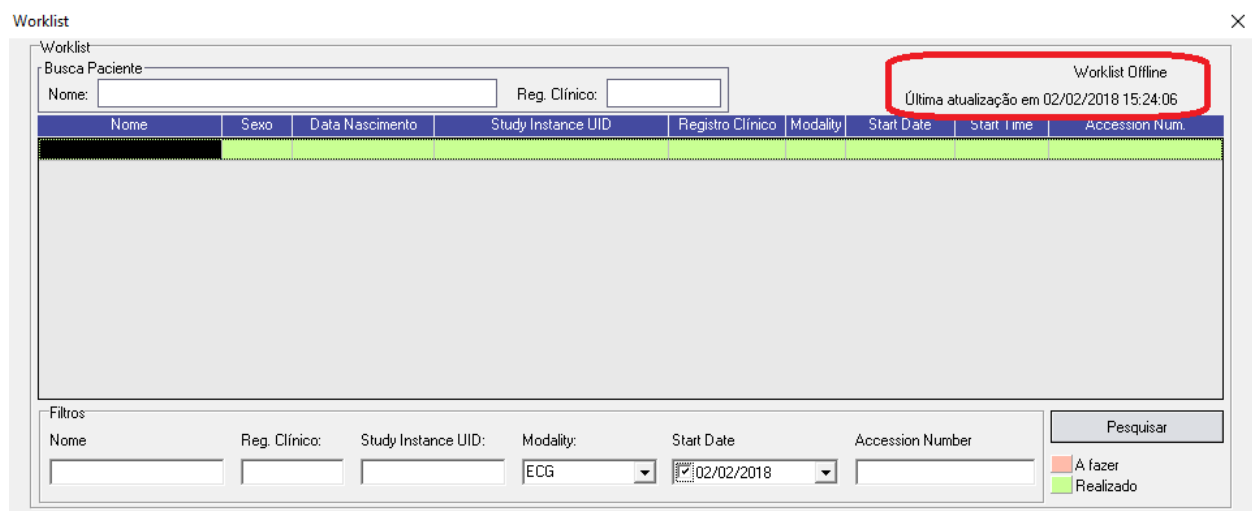 Worklist
Worklist
Busca Paciente
Nome: Reg. Clínico:
Worklist Offline
Última atualização em 02/02/2018 15:24:06
Nome Sexo Data Nascimento Study Instance UID Registro Clínico Modality Start Date Start Time Accession Num.
Filtros
Nome Reg. Clínico: Study Instance UID: Modality: Start Date Accession Number
ECG 02/02/2018
Pesquisar
A fazer
Realizado